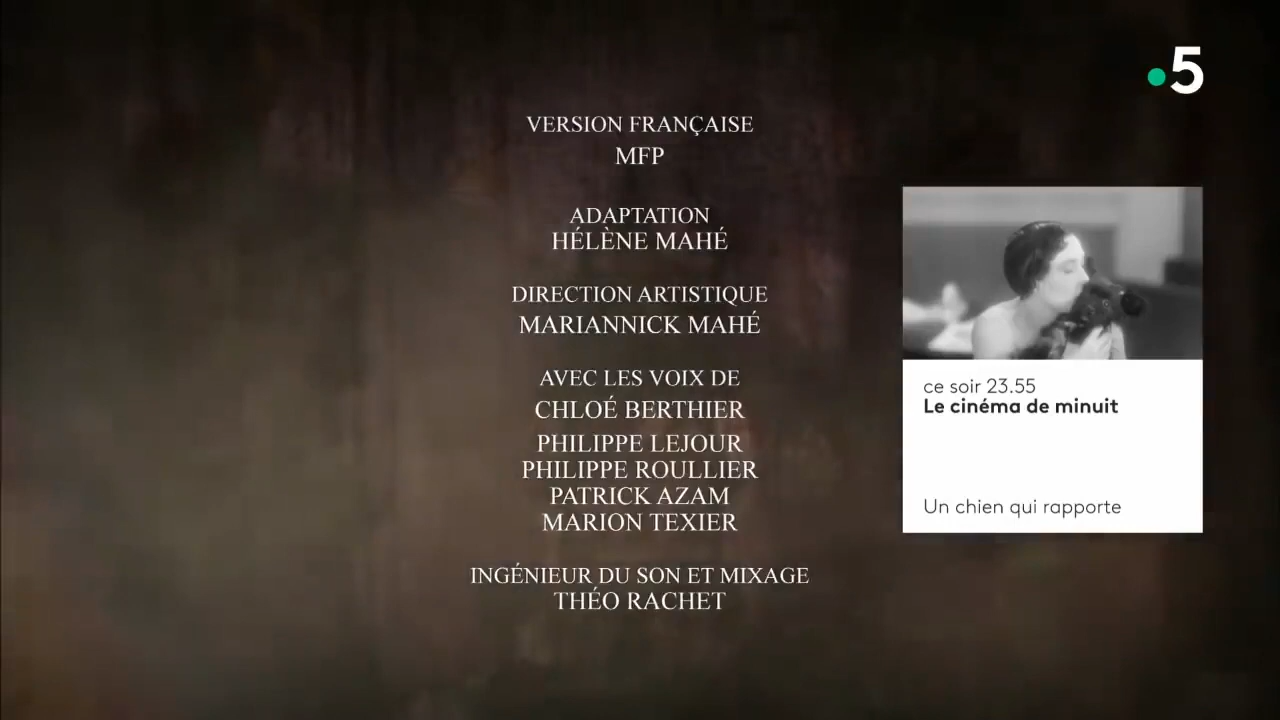 5
VERSION FRANÇAISE
MFP
ADAPTATION
HÉLÈNE MAHÉ
DIRECTION ARTISTIQUE
MARIANNICK MAHÉ
AVEC LES VOIX DE
CHLOÉ BERTHIER
PHILIPPE LEJOUR
PHILIPPE ROULLIER
PATRICK AZAM
MARION TEXIER
INGÉNIEUR DU SON ET MIXAGE
THÉO RACHET
ce soir 23.55
Le cinéma de minuit
Un chien qui rapporte